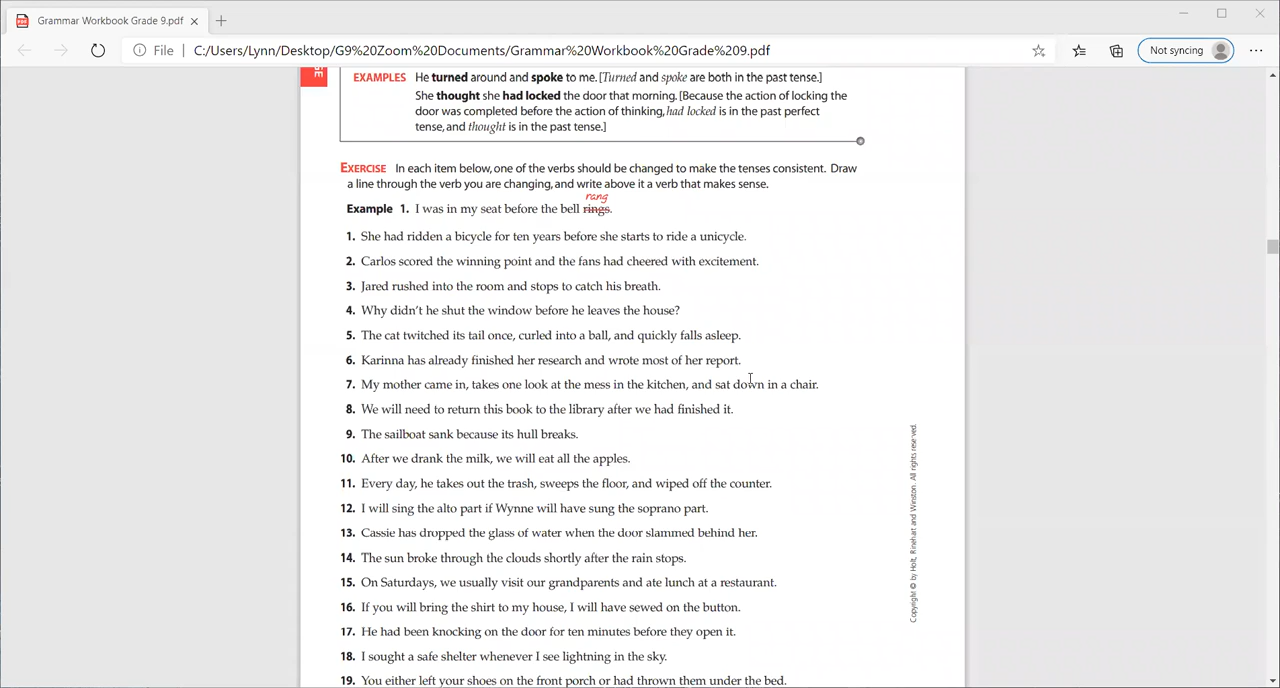 Grammar Workbook Grade 9.pdf
File C:/Users/Lynn/Desktop/G9%20Zoom%20Documents/Grammar%20Workbook%20Grade%209.pdf Not syncing
EXAMPLES He turned around and spoke to me. [Turned and spoke are both in the past tense.]
She thought she had locked the door that morning. [Because the action of locking the
door was completed before the action of thinking, had locked is in the past perfect
tense, and thought is in the past tense.]
EXERCISE In each item below, one of the verbs should be changed to make the tenses consistent. Draw
a line through the verb you are changing, and write above it a verb that makes sense.
rang
Example 1. I was in my seat before the bell rings.
1. She had ridden a bicycle for ten years before she starts to ride a unicycle.
2. Carlos scored the winning point and the fans had cheered with excitement.
3. Jared rushed into the room and stops to catch his breath.
4. Why didn't he shut the window before he leaves the house?
5. The cat twitched its tail once, curled into a ball, and quickly falls asleep.
6. Karinna has already finished her research and wrote most of her report.
7. My mother came in, takes one look at the mess in the kitchen, and sat down in a chair.
8. We will need to return this book to the library after we had finished it.
9. The sailboat sank because its hull breaks.
10. After we drank the milk, we will eat all the apples.
11. Every day, he takes out the trash, sweeps the floor, and wiped off the counter.
12. I will sing the alto part if Wynne will have sung the soprano part.
13. Cassie has dropped the glass of water when the door slammed behind her.
14. The sun broke through the clouds shortly after the rain stops.
15. On Saturdays, we usually visit our grandparents and ate lunch at a restaurant.
16. If you will bring the shirt to my house, I will have sewed on the button.
17. He had been knocking on the door for ten minutes before they open it.
18. I sought a safe shelter whenever I see lightning in the sky.
19. You either left your shoes on the front porch or had thrown them under the bed.
Copyright © by Holt, Rinehart and Winston. All rights reserved.